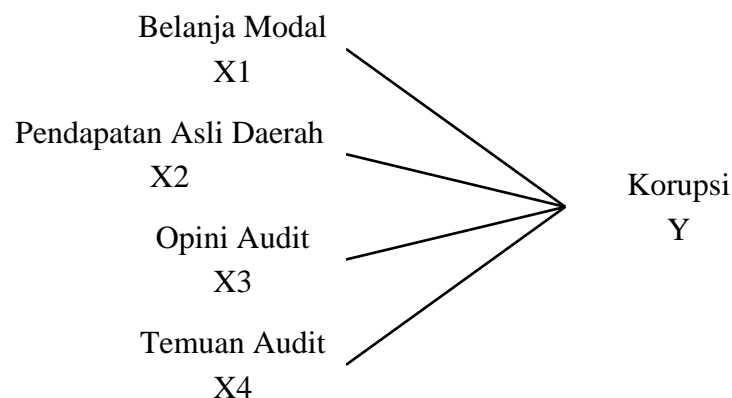 Belanja Modal
X1
Pendapatan Asli Daerah
X2
Opini Audit
X3
Temuan Audit
X4
Korupsi
Y